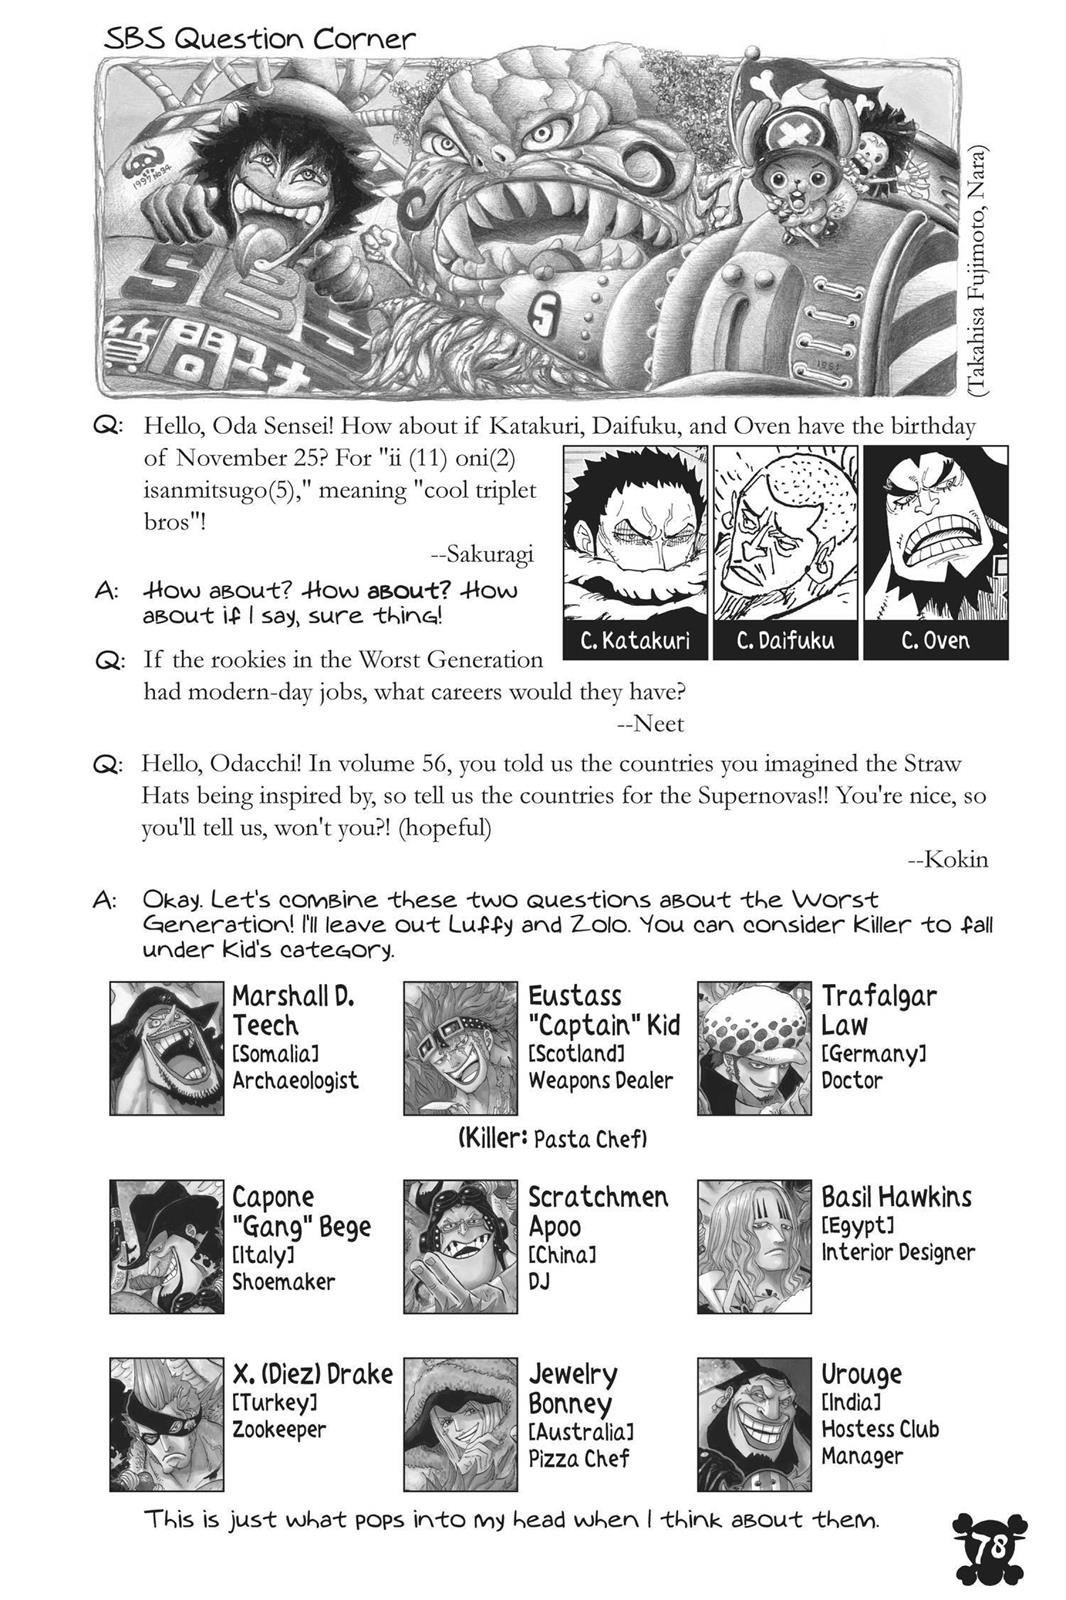 SBS Question Corner
1997 No.94
SBS
質問コ
S
1951
(Takahisa Fujimoto, Nara)
Q: Hello, Oda Sensei! How about if Katakuri, Daifuku, and Oven have the birthday
of November 25? For "ii (11) oni(2)
isanmitsugo(5)," meaning "cool triplet
bros"!
--Sakuragi
A: How about? How about? How
about if I say, sure thing!
C. Katakuri
C. Daifuku
C. Oven
Q: If the rookies in the Worst Generation
had modern-day jobs, what careers would they have?
--Neet
Q: Hello, Odacchi! In volume 56, you told us the countries you imagined the Straw
Hats being inspired by, so tell us the countries for the Supernovas!! You're nice, so
you'll tell us, won't you?! (hopeful)
--Kokin
A: Okay. Let's combine these two questions about the Worst
Generation! I'll leave out Luffy and Zolo. You can consider Killer to fall
under Kid's category.
Marshall D.
Teech
[Somalia]
Archaeologist
Eustass
"Captain" Kid
[Scotland]
Weapons Dealer
(Killer: Pasta Chef)
Trafalgar
Law
[Germany]
Doctor
Capone
"Gang" Bege
[Italy]
Shoemaker
Scratchmen
Apoo
[China]
DJ
Basil Hawkins
[Egypt]
Interior Designer
X. (Diez) Drake
[Turkey]
Zookeeper
Jewelry
Bonney
[Australia]
Pizza Chef
Urouge
[India]
Hostess Club
Manager
This is just what pops into my head when I think about them.
78